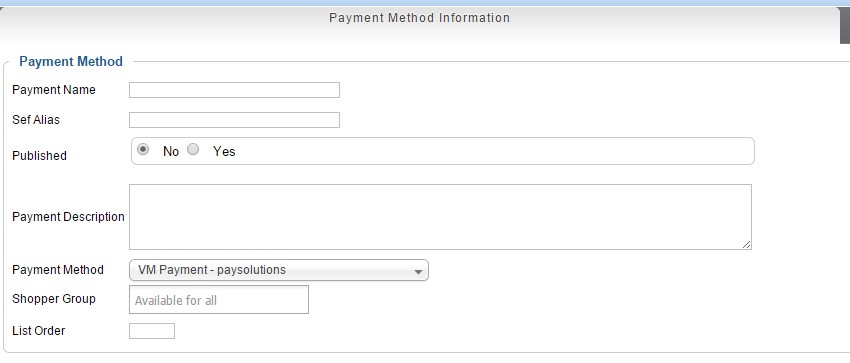 Payment Method Information
Payment Method
Payment Name
Sef Alias
Published No Yes
Payment Description
Payment Method VM Payment - paysolutions
Shopper Group Available for all
List Order